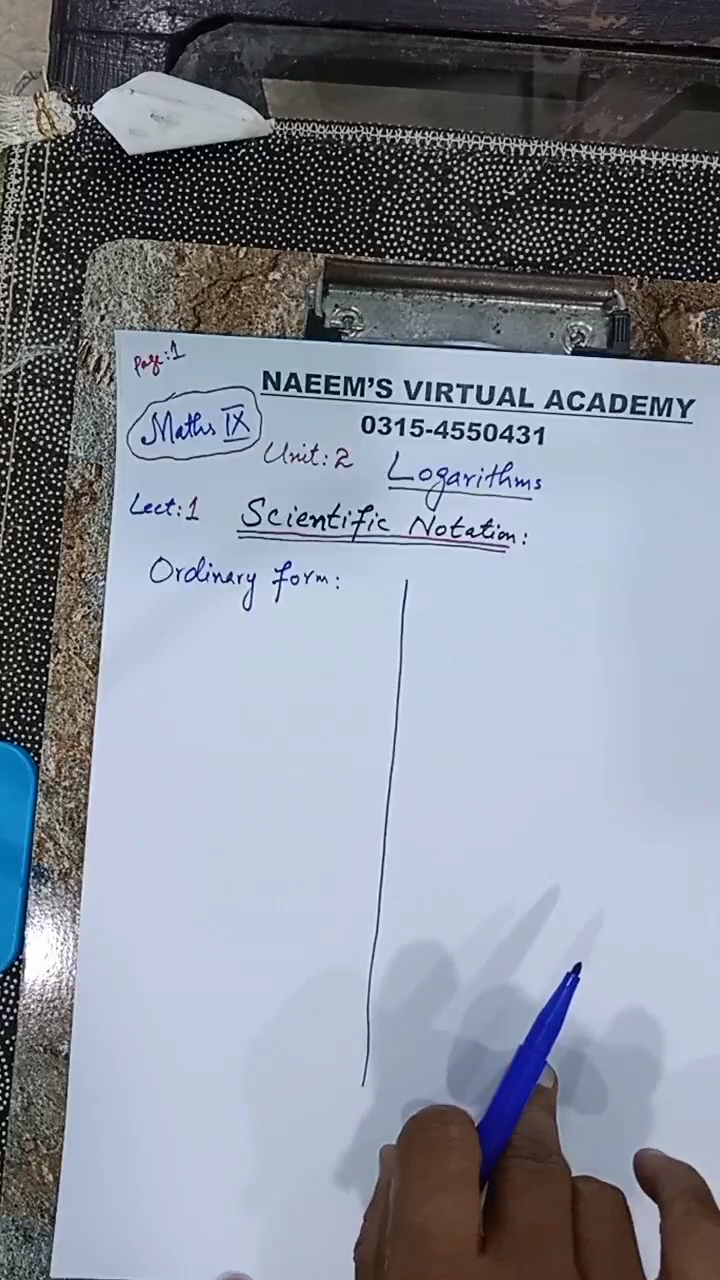 Page:1
NAEEM'S VIRTUAL ACADEMY
Maths IX
0315-4550431
Unit:2 Logarithms
Lect:1 Scientific Notation:
Ordinary form: